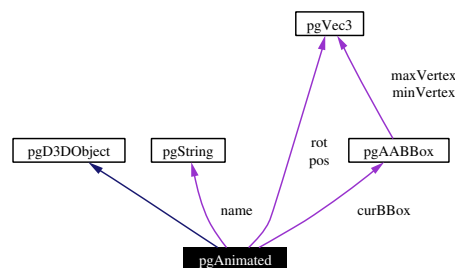 pgVec3
maxVertex
minVertex
rot
pos
pgD3DObject
pgString
pgAABBox
name
curBBox
pgAnimated